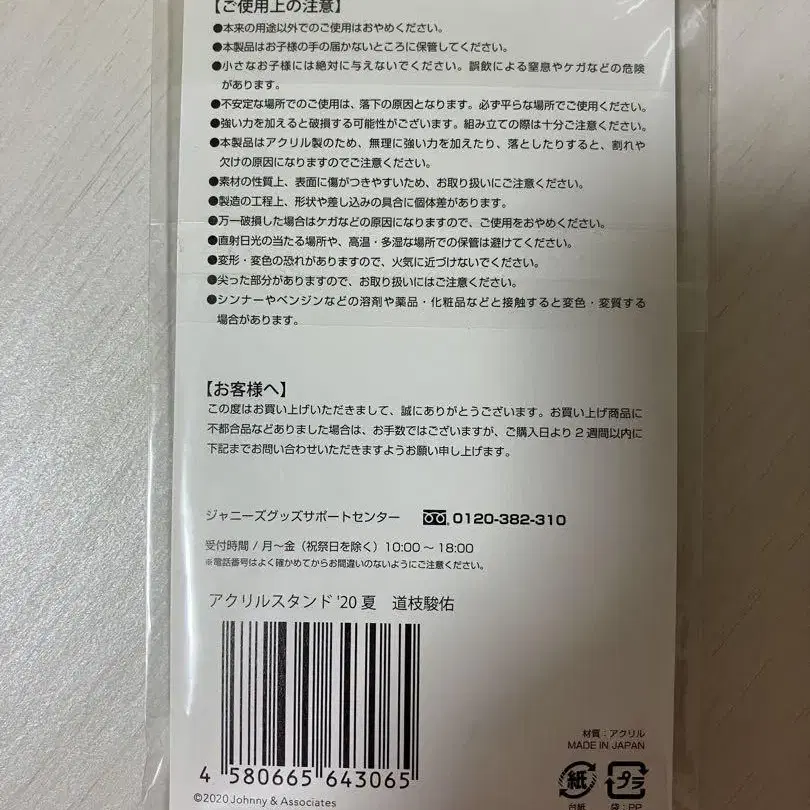 【ご使用上の注意】
●本来の用途以外でのご使用はおやめください。
●本製品はお子様の手の届かないところに保管してください。
●小さなお子様には絶対に与えないでください。誤飲による窒息やケガなどの危険
があります。
●不安定な場所でのご使用は、落下の原因となります。必ず平らな場所でご使用ください。
●強い力を加えると破損する可能性がございます。組み立ての際は十分ご注意ください。
●本製品はアクリル製のため、無理に強い力を加えたり、落としたりすると、割れや
欠けの原因になりますのでご注意ください。
●素材の性質上、表面に傷がつきやすいため、お取り扱いにご注意ください。
●製造の工程上、形状や差し込みの具合に個体差があります。
●万一破損した場合はケガなどの原因になりますので、ご使用をおやめください。
●直射日光の当たる場所や、高温・多湿な場所での保管は避けてください。
●変形・変色の恐れがありますので、火気に近づけないでください。
●尖った部分がありますので、お取り扱いにはご注意ください。
●シンナーやベンジンなどの溶剤や薬品・化粧品などと接触すると変色・変質する
場合があります。
【お客様へ】
この度はお買い上げいただきまして、誠にありがとうございます。お買い上げ商品に
不都合品などありました場合は、お手数ではございますが、ご購入日より2週間以内に
下記までお問い合わせいただきますようお願い申し上げます。
ジャニーズグッズサポートセンター 0120-382-310
受付時間 / 月～金（祝祭日を除く）10:00～18:00
※電話番号はよく確かめてからお間違いのないようにご注意ください。
アクリルスタンド '20 夏 道枝駿佑
4 580665 643065
材質：アクリル
MADE IN JAPAN
©2020 Johnny & Associates
紙 プラ
台紙 袋：PP